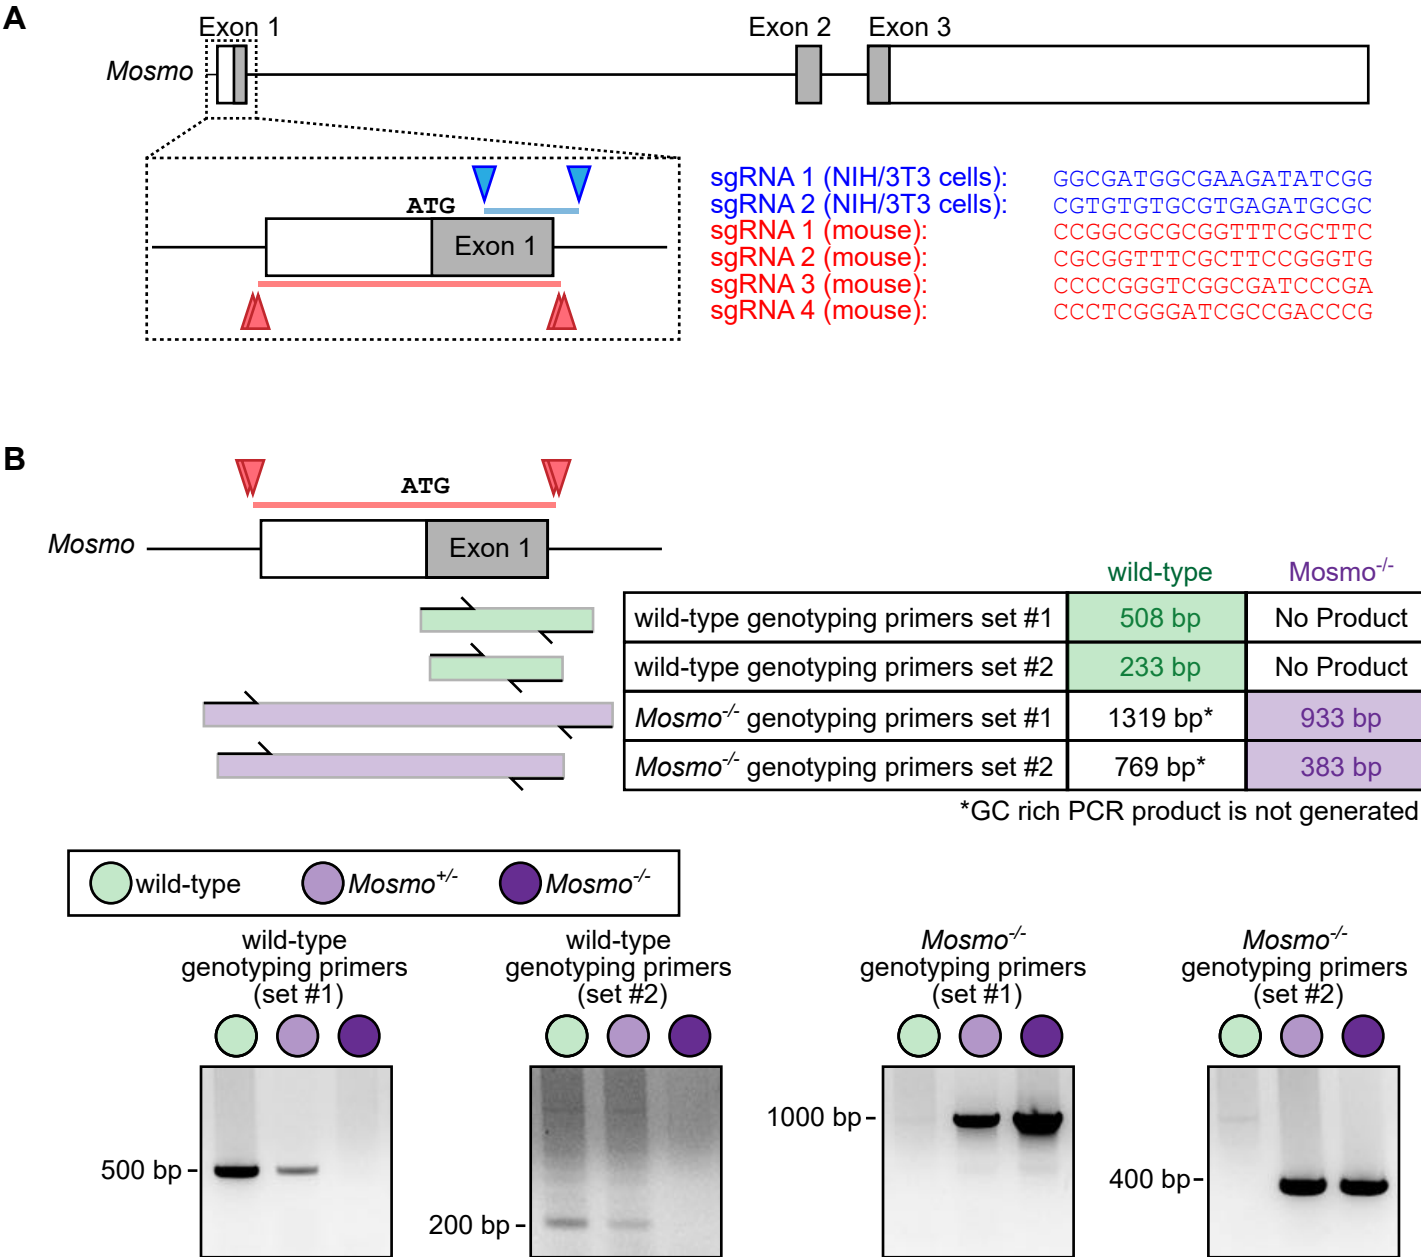 A
Exon 1
Exon 2
Exon 3
Mosmo
ATG
Exon 1
sgRNA 1 (NIH/3T3 cells): GGCGATGGCGAAGATATCGG
sgRNA 2 (NIH/3T3 cells): CGTGTGTGCGTGAGATGCGC
sgRNA 1 (mouse): CCGGCGCGCGGTTTCGCTTC
sgRNA 2 (mouse): CGCGGTTTCGCTTCCGGGTG
sgRNA 3 (mouse): CCCCGGGTCGGCGATCCCGA
sgRNA 4 (mouse): CCCTCGGGATCGCCGACCCG
B
ATG
Mosmo
Exon 1
wild-type Mosmo-/-
wild-type genotyping primers set #1 508 bp No Product
wild-type genotyping primers set #2 233 bp No Product
Mosmo-/- genotyping primers set #1 1319 bp* 933 bp
Mosmo-/- genotyping primers set #2 769 bp* 383 bp
*GC rich PCR product is not generated
wild-type Mosmo+/- Mosmo-/-
wild-type
genotyping primers
(set #1)
500 bp
wild-type
genotyping primers
(set #2)
200 bp
Mosmo-/-
genotyping primers
(set #1)
1000 bp
Mosmo-/-
genotyping primers
(set #2)
400 bp